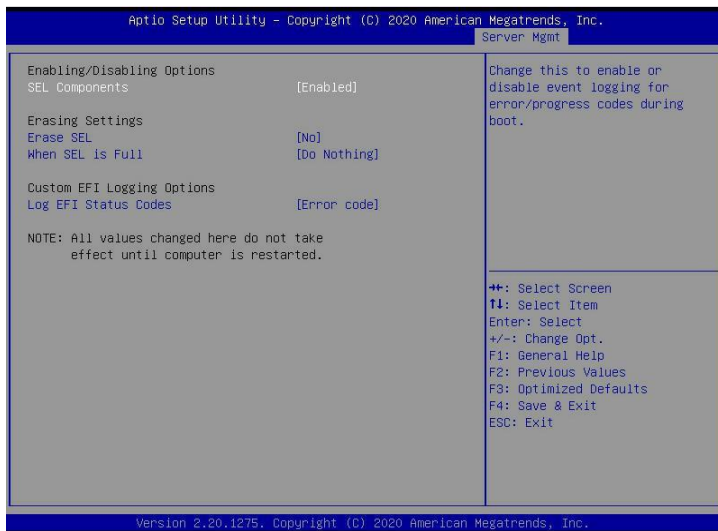 Aptio Setup Utility – Copyright (C) 2020 American Megatrends, Inc.
Server Mgmt
Enabling/Disabling Options
SEL Components [Enabled]
Erasing Settings
Erase SEL [No]
When SEL is Full [Do Nothing]
Custom EFI Logging Options
Log EFI Status Codes [Error code]
NOTE: All values changed here do not take
effect until computer is restarted.
Change this to enable or
disable event logging for
error/progress codes during
boot.
→←: Select Screen
↑↓: Select Item
Enter: Select
+/-: Change Opt.
F1: General Help
F2: Previous Values
F3: Optimized Defaults
F4: Save & Exit
ESC: Exit
Version 2.20.1275. Copyright (C) 2020 American Megatrends, Inc.